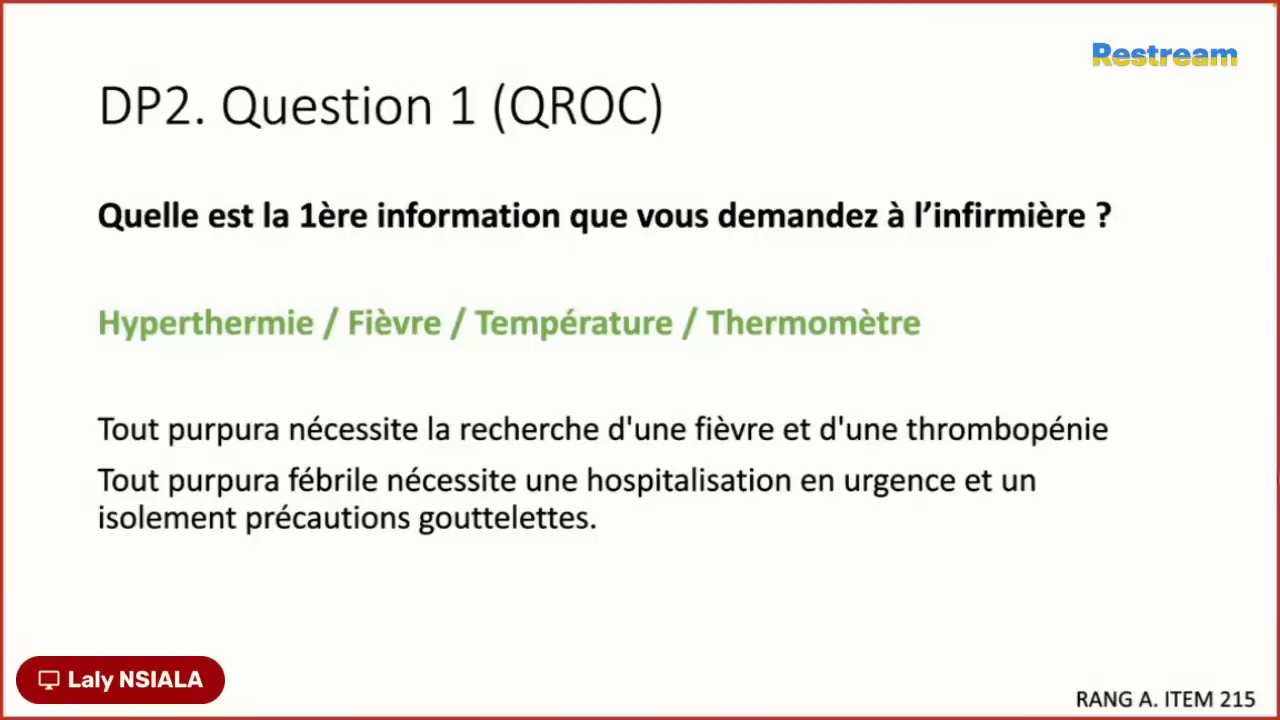 Restream
DP2. Question 1 (QROC)
Quelle est la 1ère information que vous demandez à l’infirmière ?
Hyperthermie / Fièvre / Température / Thermomètre
Tout purpura nécessite la recherche d'une fièvre et d'une thrombopénie
Tout purpura fébrile nécessite une hospitalisation en urgence et un
isolement précautions gouttelettes.
Laly NSIALA
RANG A. ITEM 215